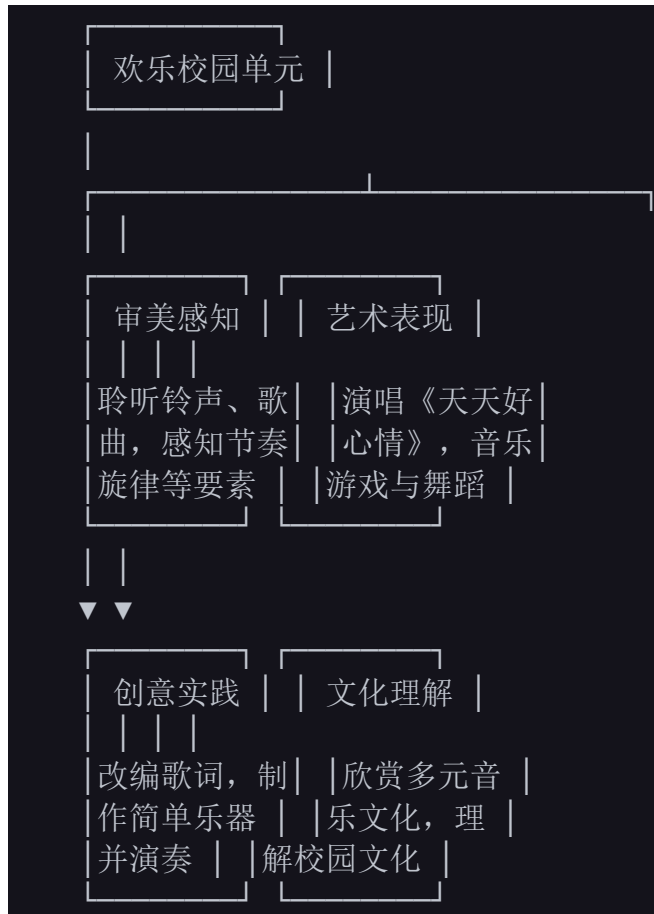 欢乐校园单元
审美感知 艺术表现
聆听铃声、歌 演唱《天天好
曲，感知节奏 心情》，音乐
旋律等要素 游戏与舞蹈
创意实践 文化理解
改编歌词，制 欣赏多元音
作简单乐器 乐文化，理
并演奏 解校园文化